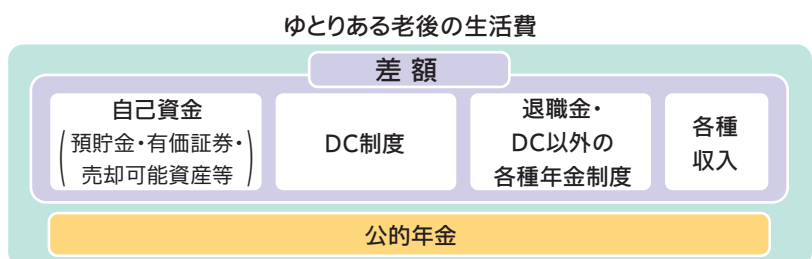 ゆとりある老後の生活費
差 額
自己資金
(預貯金・有価証券・
売却可能資産等)
DC制度
退職金・
DC以外の
各種年金制度
各種
収入
公的年金